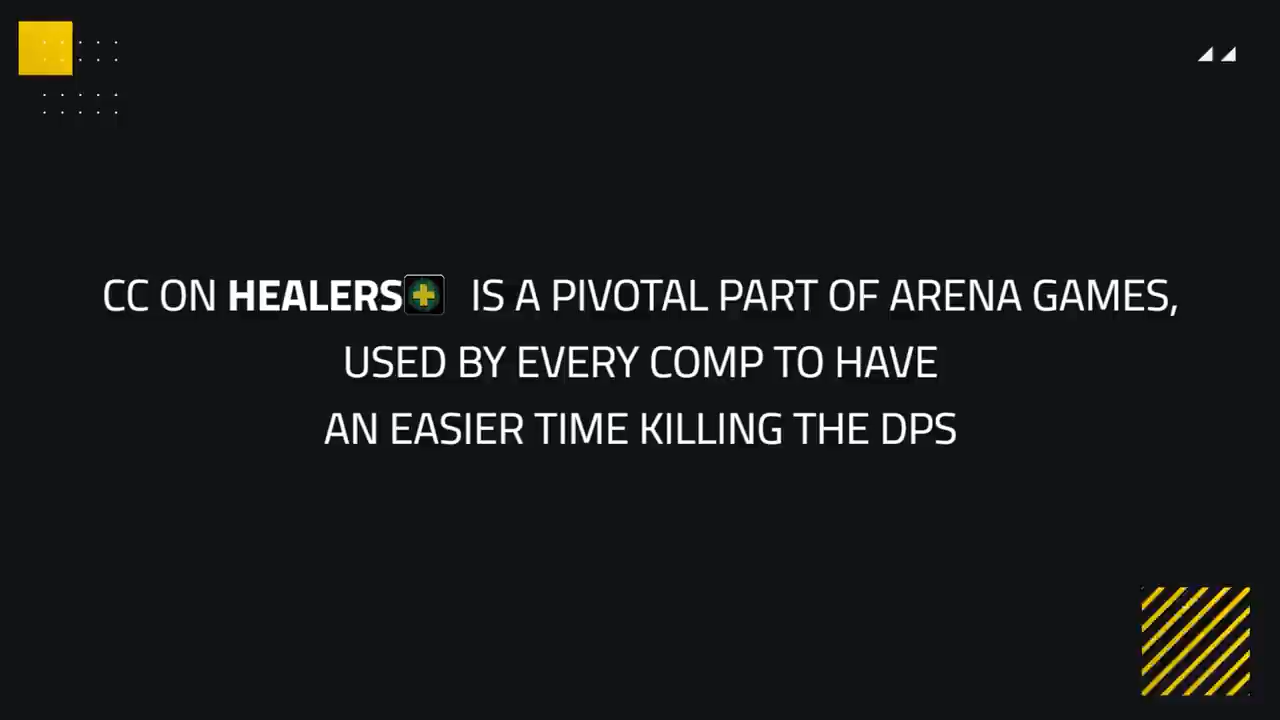 CC ON HEALERS IS A PIVOTAL PART OF ARENA GAMES,
USED BY EVERY COMP TO HAVE
AN EASIER TIME KILLING THE DPS